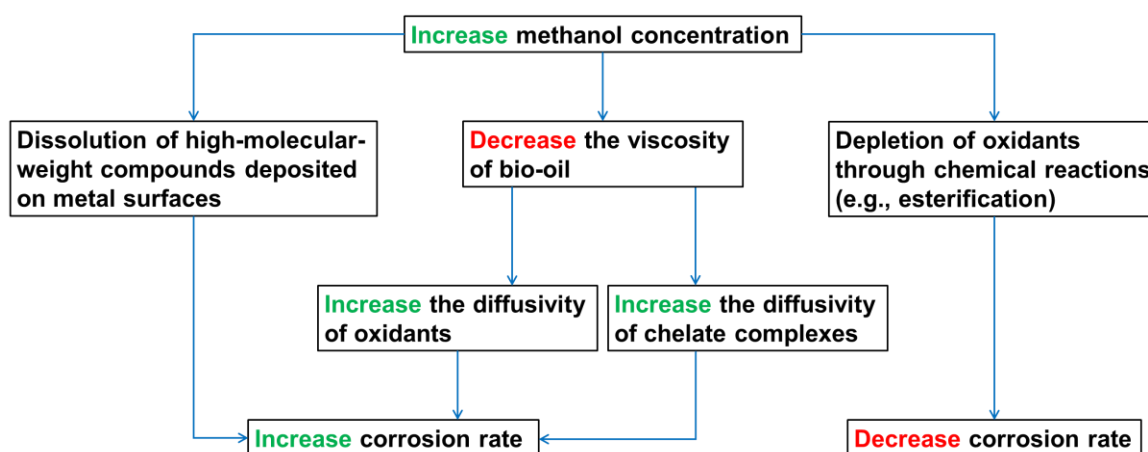 Increase methanol concentration
Dissolution of high-molecular-
weight compounds deposited
on metal surfaces
Decrease the viscosity
of bio-oil
Depletion of oxidants
through chemical reactions
(e.g., esterification)
Increase the diffusivity
of oxidants
Increase the diffusivity
of chelate complexes
Increase corrosion rate
Decrease corrosion rate